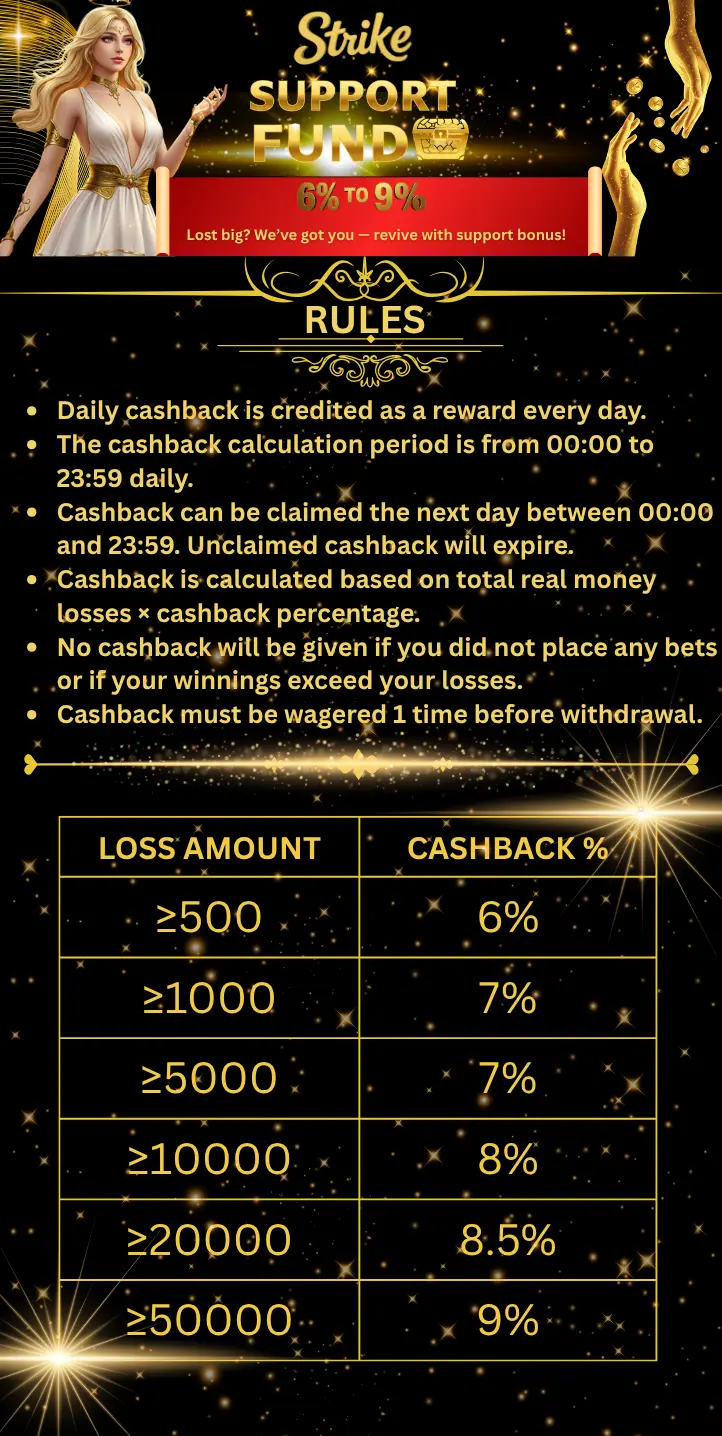 Strike
SUPPORT
FUND
6% TO 9%
Lost big? We’ve got you — revive with support bonus!
RULES
• Daily cashback is credited as a reward every day.
• The cashback calculation period is from 00:00 to
23:59 daily.
• Cashback can be claimed the next day between 00:00
and 23:59. Unclaimed cashback will expire.
• Cashback is calculated based on total real money
losses × cashback percentage.
• No cashback will be given if you did not place any bets
or if your winnings exceed your losses.
• Cashback must be wagered 1 time before withdrawal.
LOSS AMOUNT CASHBACK %
≥500 6%
≥1000 7%
≥5000 7%
≥10000 8%
≥20000 8.5%
≥50000 9%